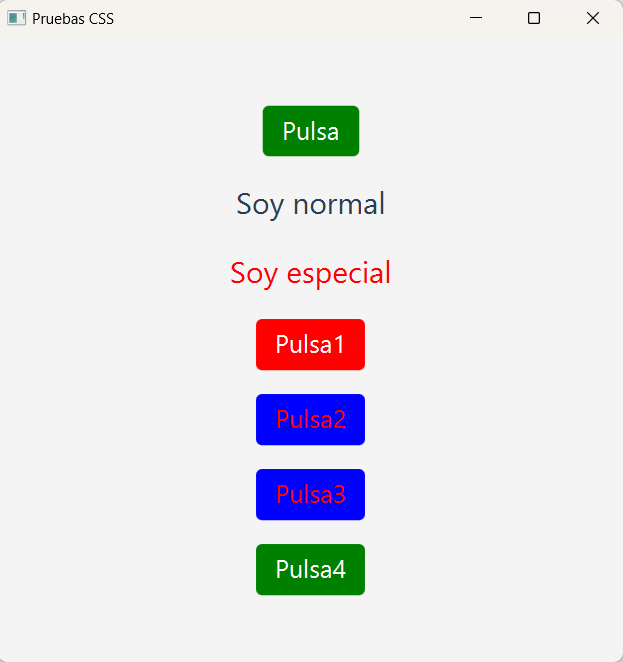 Pruebas CSS
Pulsa
Soy normal
Soy especial
Pulsa1
Pulsa2
Pulsa3
Pulsa4